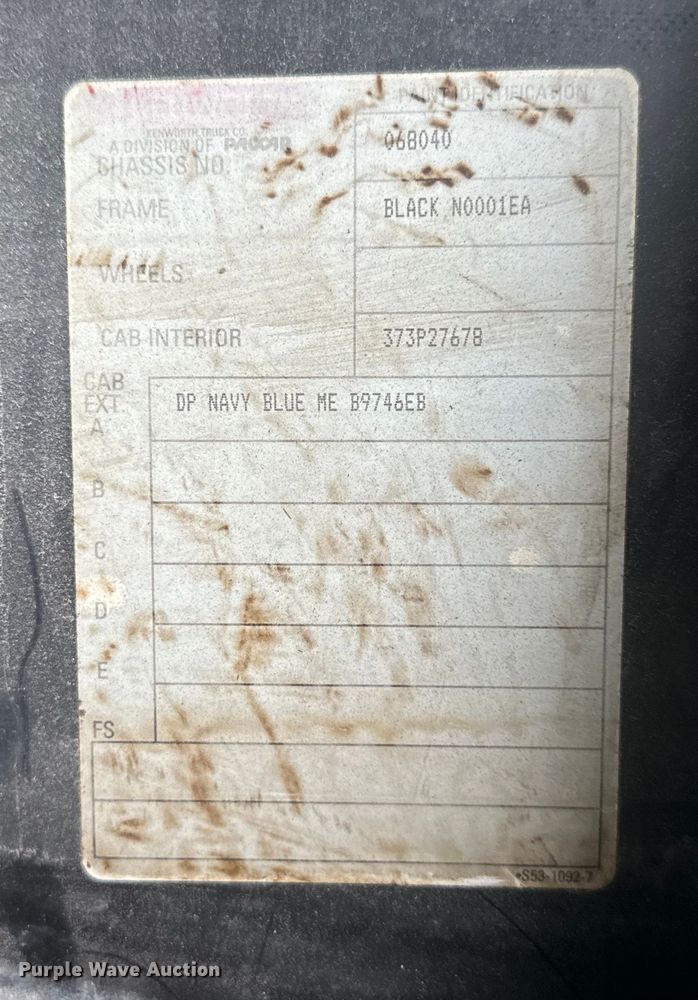 PAINT IDENTIFICATION
KENWORTH TRUCK CO.
A DIVISION OF PACCAR
CHASSIS NO. 068040
FRAME BLACK N0001EA
WHEELS
CAB INTERIOR 373P27678
CAB
EXT. DP NAVY BLUE ME B9746EB
A
B
C
D
E
FS
•S53-1092-7
Purple Wave Auction